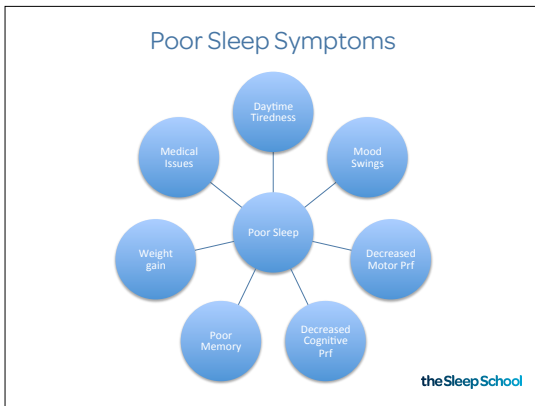 Poor Sleep Symptoms
Daytime
Tiredness
Mood
Swings
Decreased
Motor Prf
Decreased
Cognitive
Prf
Poor
Memory
Weight
gain
Medical
Issues
Poor Sleep
theSleepSchool